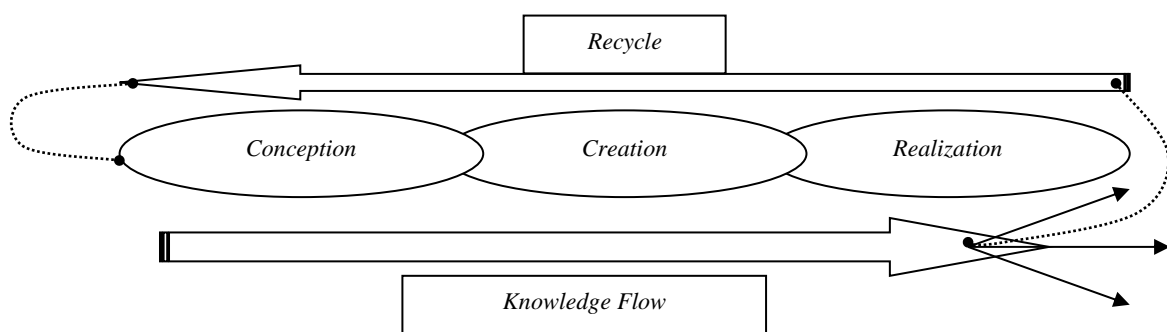 Recycle
Conception
Creation
Realization
Knowledge Flow